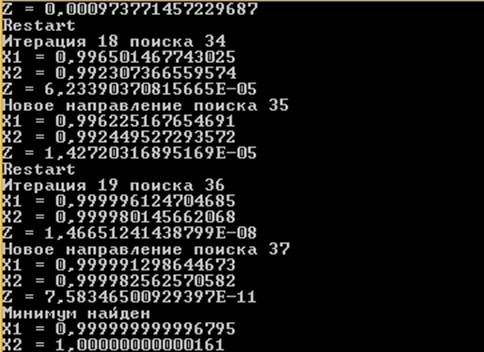 Z = 0,000973771457229687
Restart
Итерация 18 поиска 34
X1 = 0,996501467743025
X2 = 0,992307366559574
Z = 6,23390370815665E-05
Новое направление поиска 35
X1 = 0,996225167654691
X2 = 0,992449527293572
Z = 1,42720316895169E-05
Restart
Итерация 19 поиска 36
X1 = 0,999996124704685
X2 = 0,999980145662068
Z = 1,46651241438799E-08
Новое направление поиска 37
X1 = 0,999991298644673
X2 = 0,999982562570582
Z = 7,58346500929397E-11
Минимум найден
X1 = 0,999999999996795
X2 = 1,00000000000161